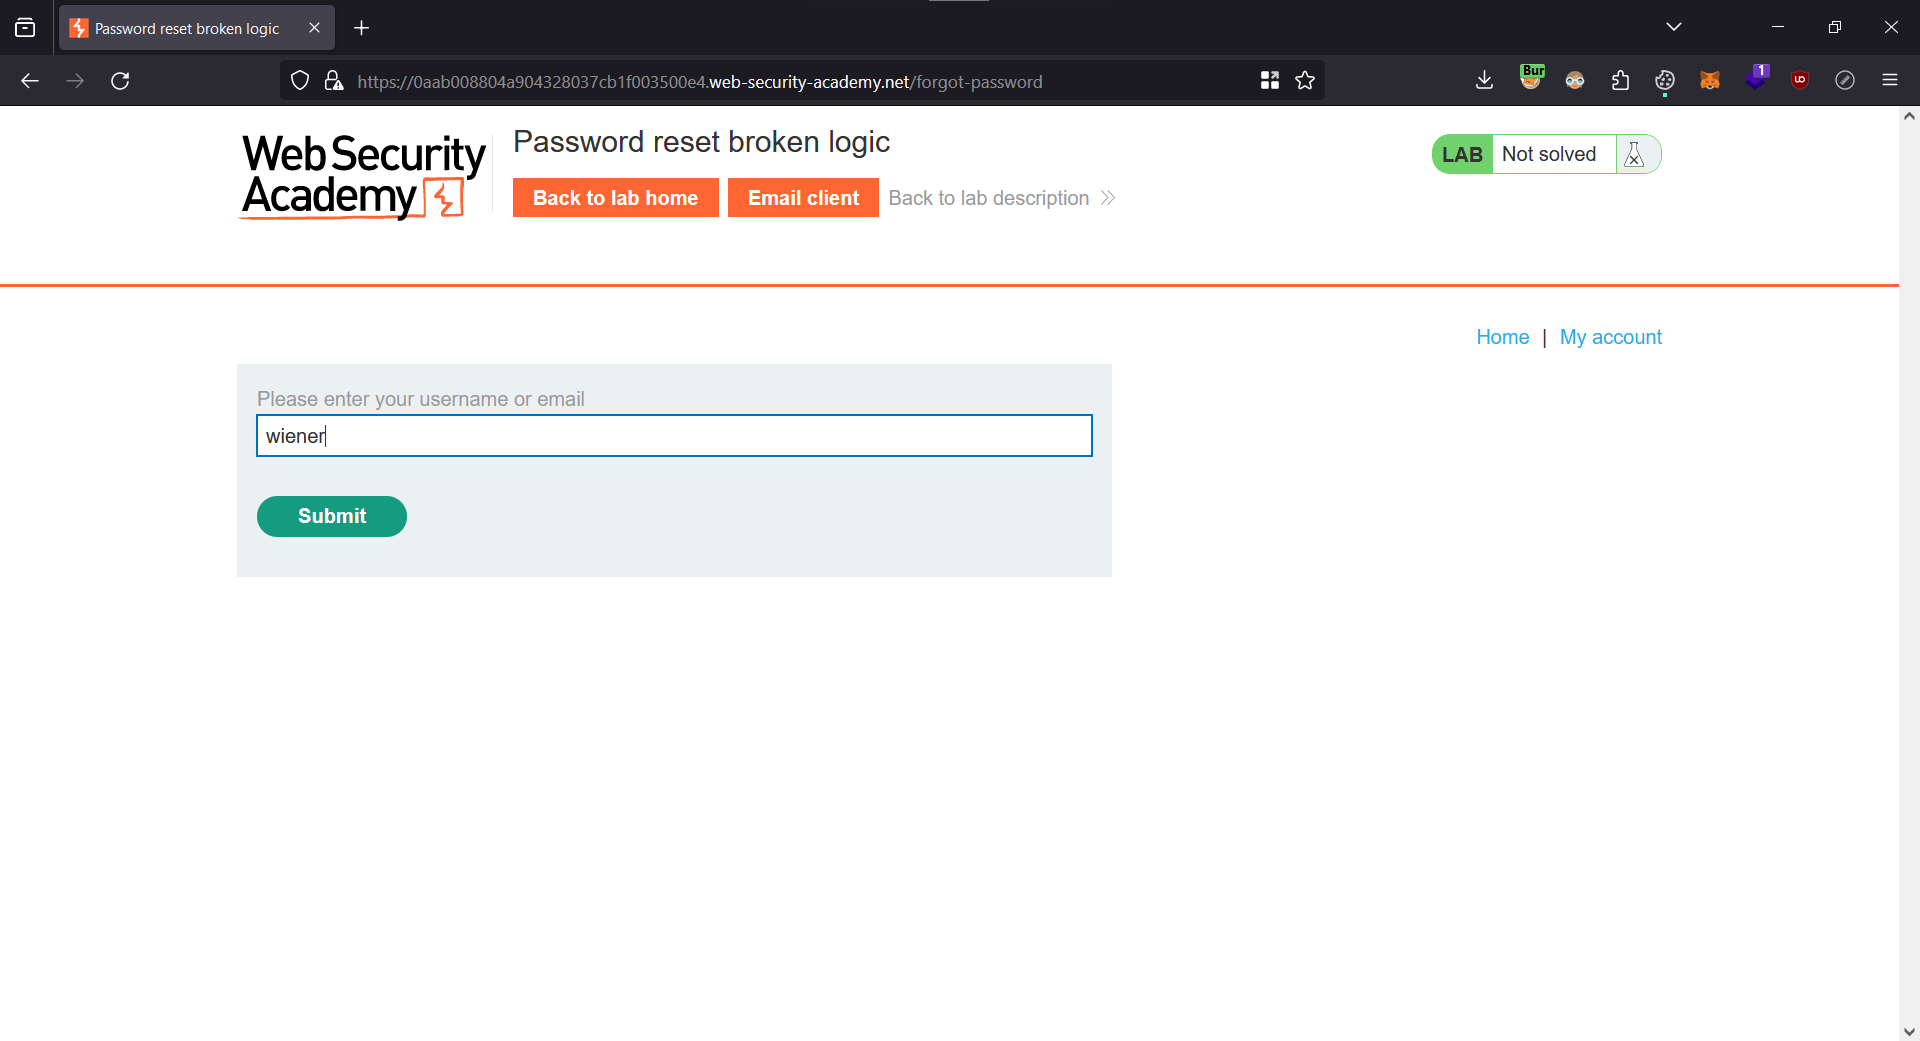 Password reset broken logic
https://0aab008804a904328037cb1f003500e4.web-security-academy.net/forgot-password
Bur
1
Web Security
Academy
Password reset broken logic
Back to lab home
Email client
Back to lab description
LAB
Not solved
Home | My account
Please enter your username or email
wiener
Submit